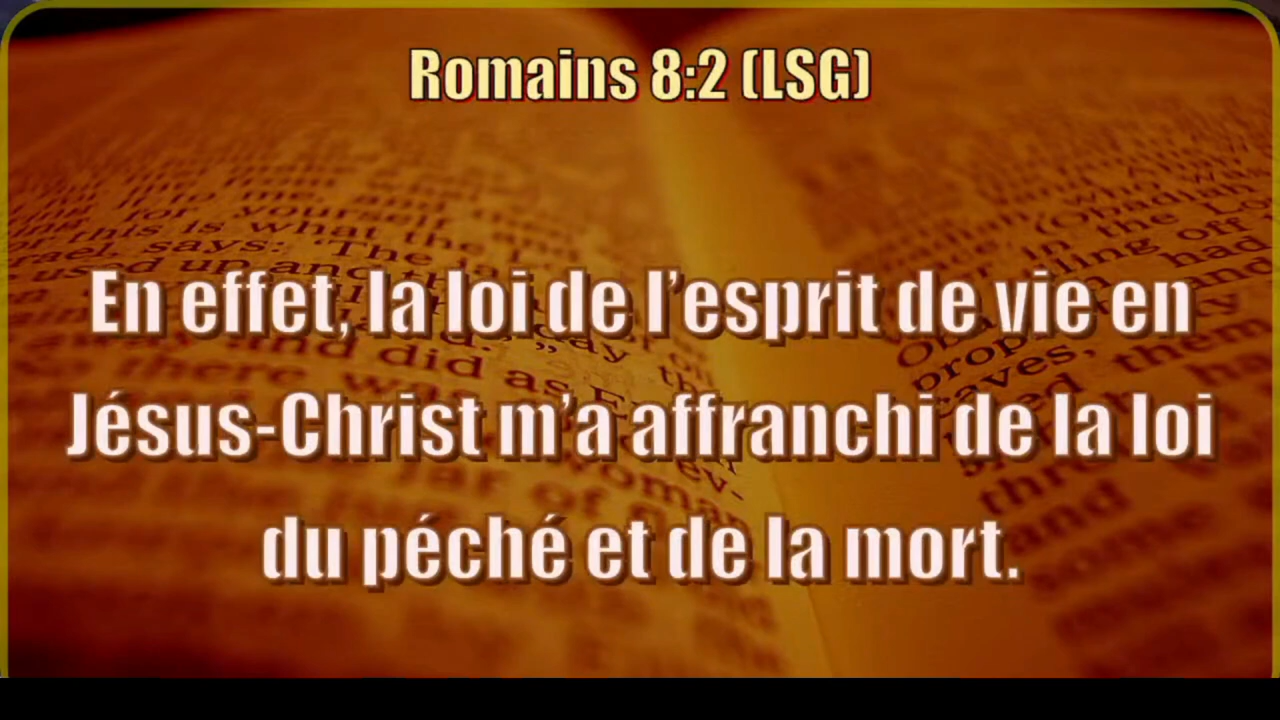 Romains 8:2 (LSG)
En effet, la loi de l’esprit de vie en
Jésus-Christ m’a affranchi de la loi
du péché et de la mort.